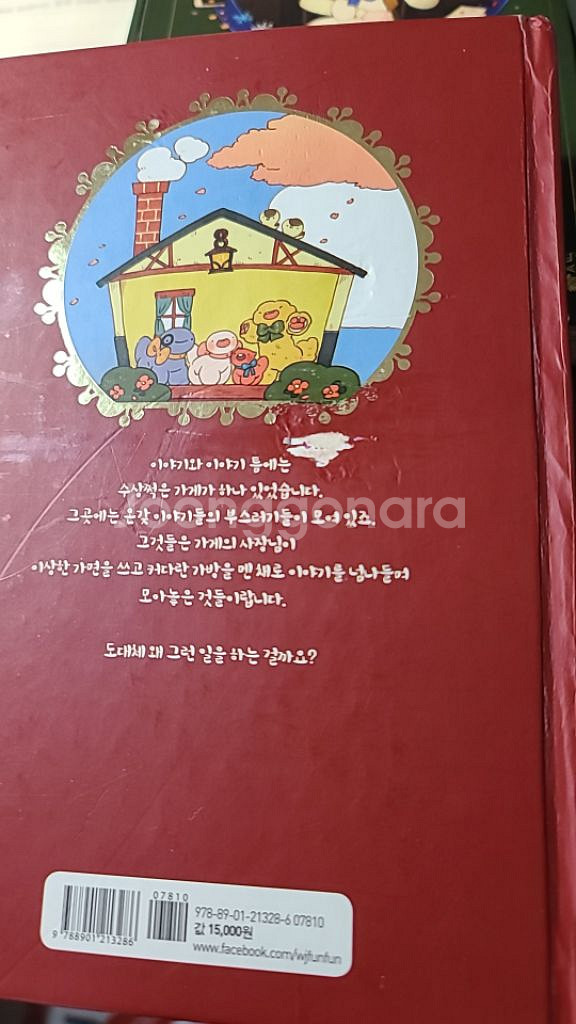 이야기와 이야기 틈에는
수상쩍은 가게가 하나 있었습니다.
그곳에는 온갖 이야기들의 부스러기들이 모여 있죠.
그것들은 가게의 사장님이
이상한 가면을 쓰고 커다란 가방을 멘 채로 이야기를 넘나들며
모아놓은 것들이랍니다.
도대체 왜 그런 일을 하는 걸까요?
joonggonara
07810
978-89-01-21328-6 07810
값 15,000원
9 788901 213286
www.facebook.com/wjfunfun